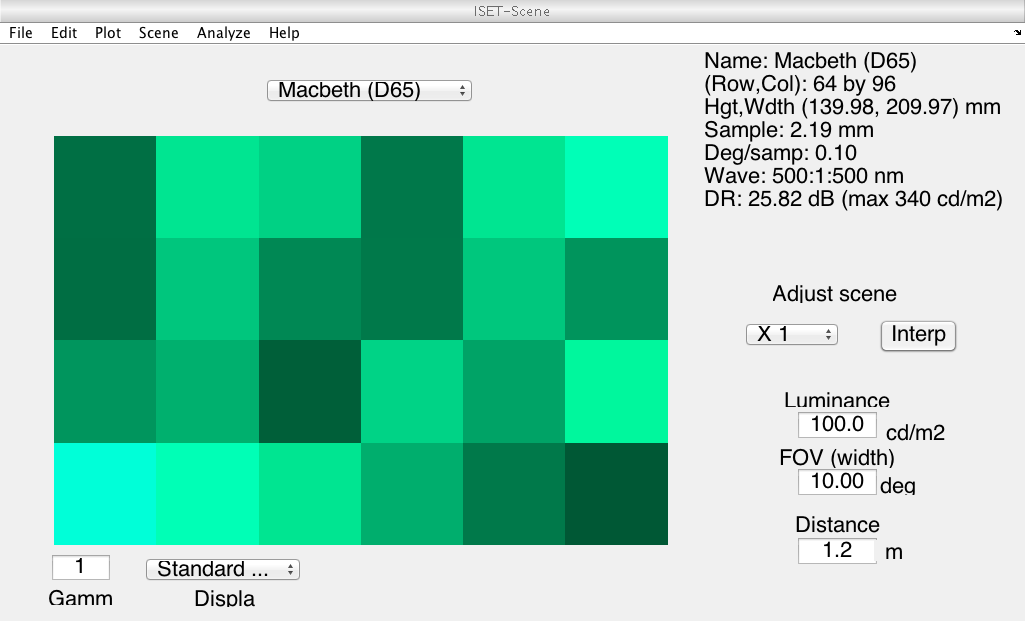 ISET-Scene
File Edit Plot Scene Analyze Help
Macbeth (D65)
Name: Macbeth (D65)
(Row,Col): 64 by 96
Hgt,Wdth (139.98, 209.97) mm
Sample: 2.19 mm
Deg/samp: 0.10
Wave: 500:1:500 nm
DR: 25.82 dB (max 340 cd/m2)
Adjust scene
X 1 Interp
Luminance
100.0 cd/m2
FOV (width)
10.00 deg
Distance
1.2 m
1 Standard ...
Gamm Displa